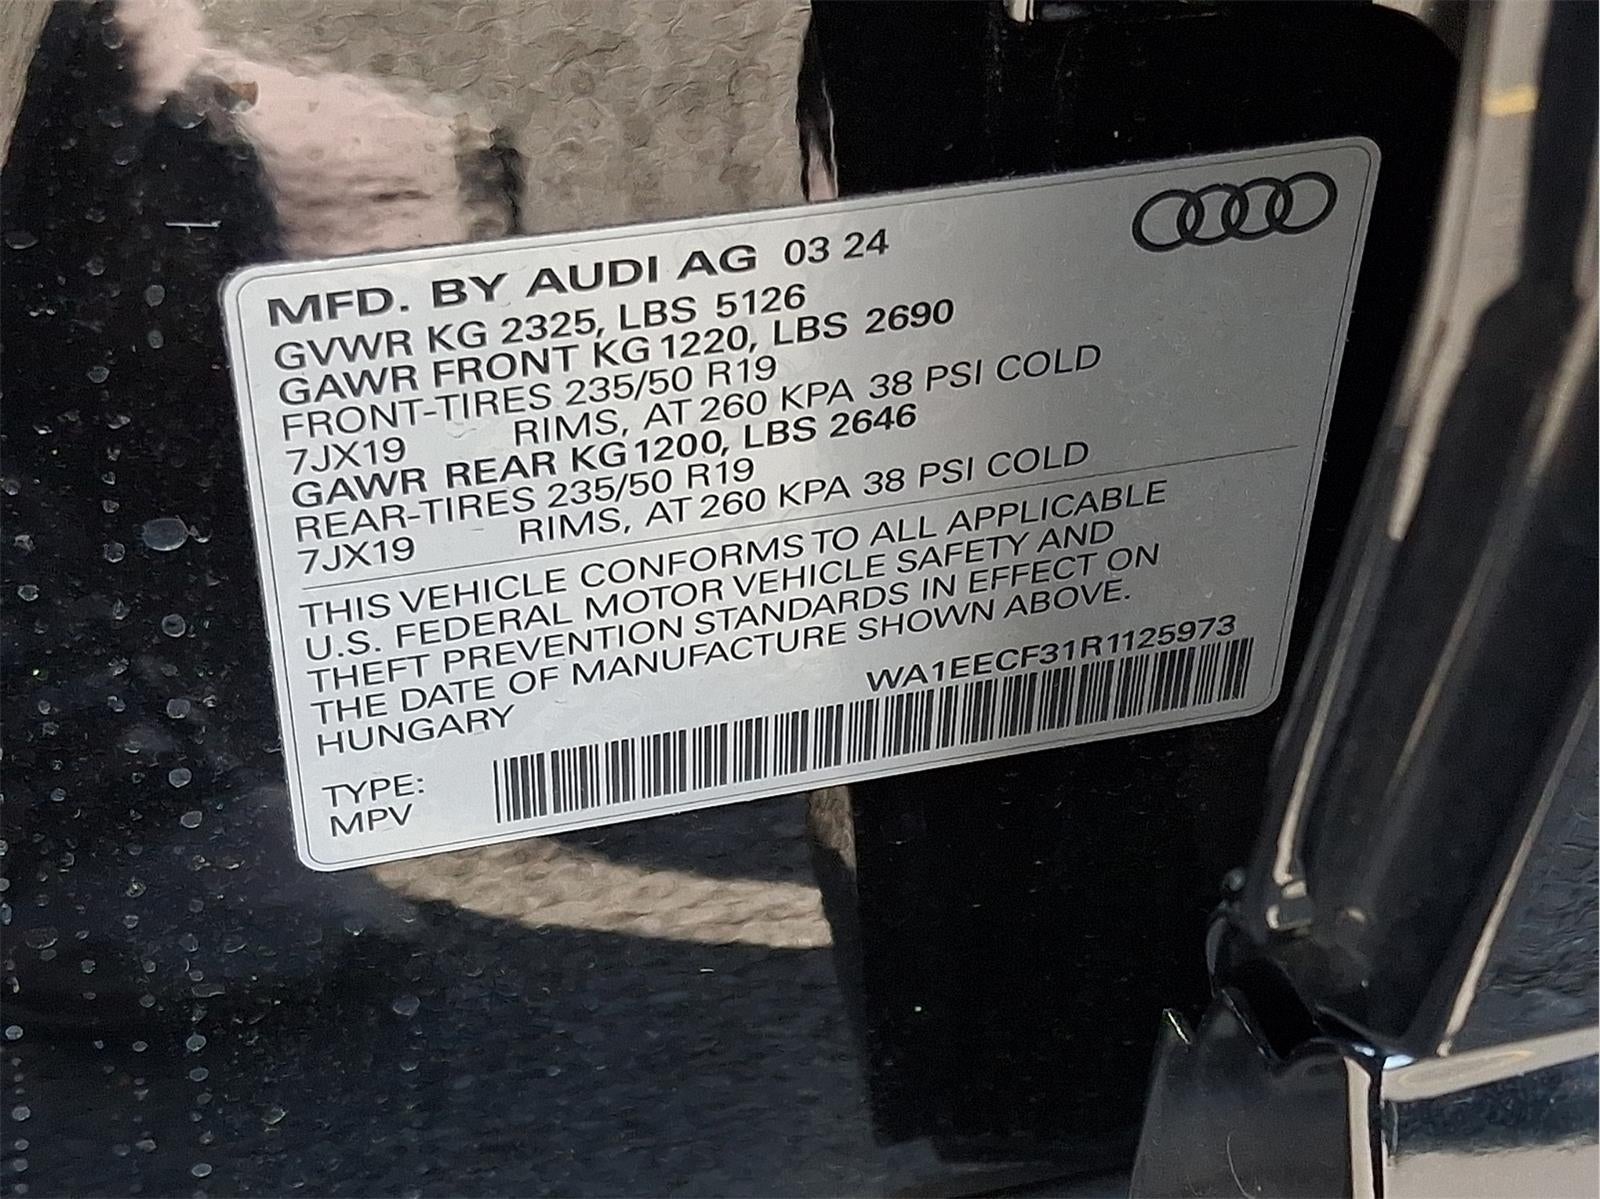 MFD. BY AUDI AG 03 24
GVWR KG 2325, LBS 5126
GAWR FRONT KG 1220, LBS 2690
FRONT-TIRES 235/50 R19
7JX19 RIMS, AT 260 KPA 38 PSI COLD
GAWR REAR KG 1200, LBS 2646
REAR-TIRES 235/50 R19
7JX19 RIMS, AT 260 KPA 38 PSI COLD
THIS VEHICLE CONFORMS TO ALL APPLICABLE
U.S. FEDERAL MOTOR VEHICLE SAFETY AND
THEFT PREVENTION STANDARDS IN EFFECT ON
THE DATE OF MANUFACTURE SHOWN ABOVE.
HUNGARY WA1EECF31R1125973
TYPE:
MPV